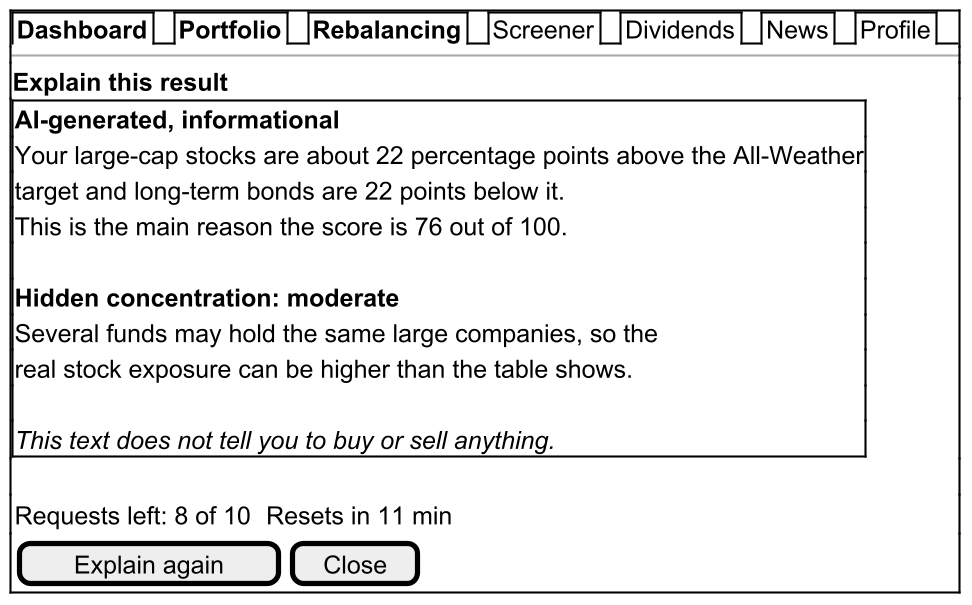 Dashboard Portfolio Rebalancing Screener Dividends News Profile
Explain this result
AI-generated, informational
Your large-cap stocks are about 22 percentage points above the All-Weather
target and long-term bonds are 22 points below it.
This is the main reason the score is 76 out of 100.
Hidden concentration: moderate
Several funds may hold the same large companies, so the
real stock exposure can be higher than the table shows.
This text does not tell you to buy or sell anything.
Requests left: 8 of 10 Resets in 11 min
Explain again Close